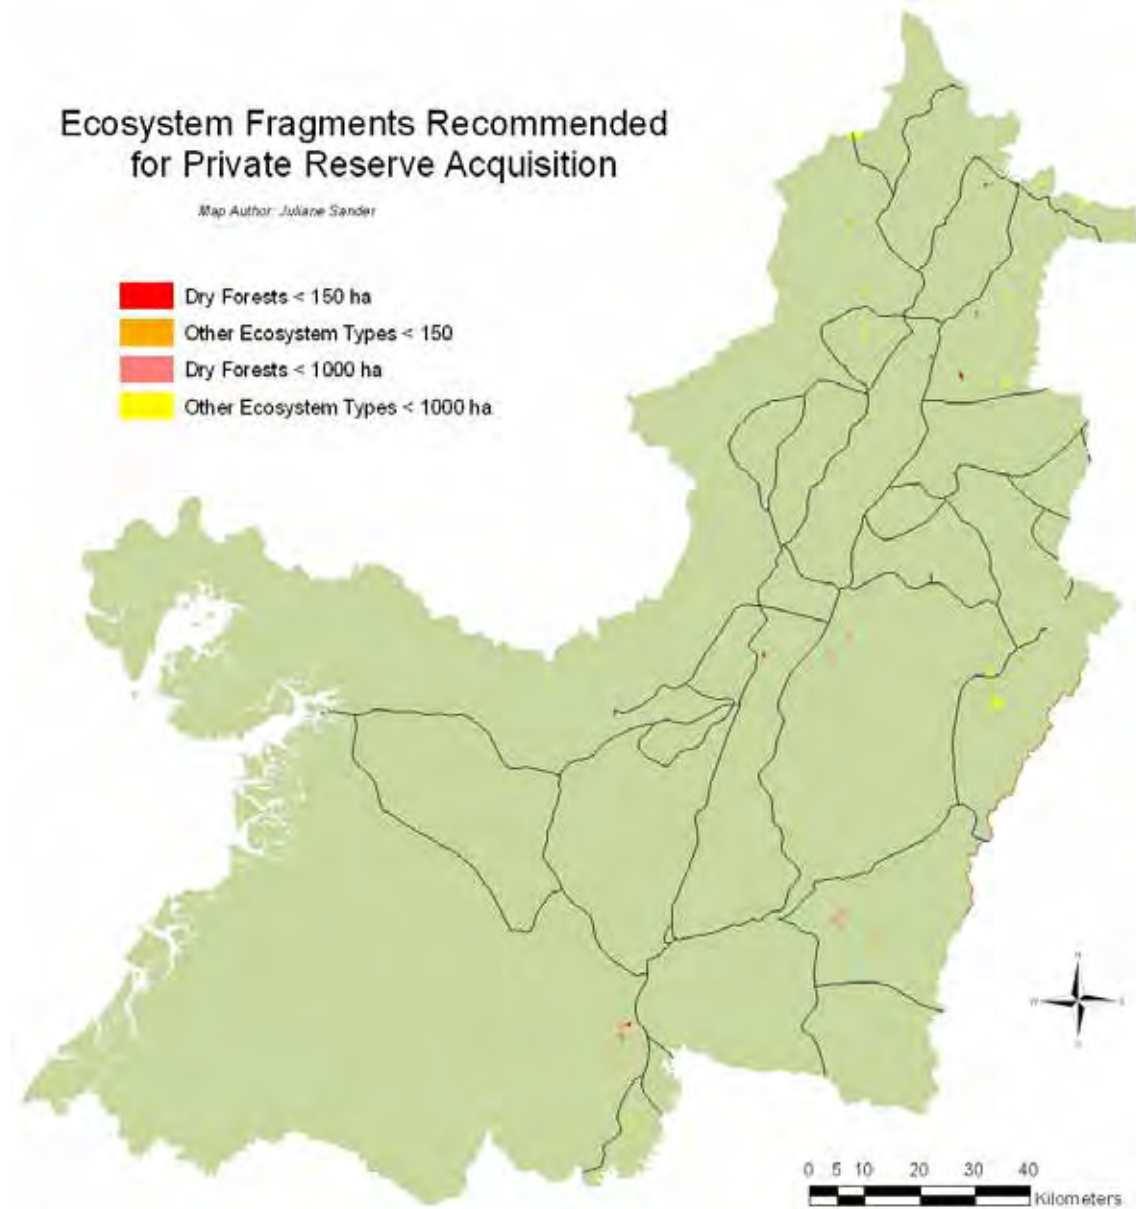 Ecosystem Fragments Recommended
for Private Reserve Acquisition
Map Author: Juliane Sander
Dry Forests < 150 ha
Other Ecosystem Types < 150
Dry Forests < 1000 ha
Other Ecosystem Types < 1000 ha
N
W E
S
0 5 10 20 30 40
Kilometers